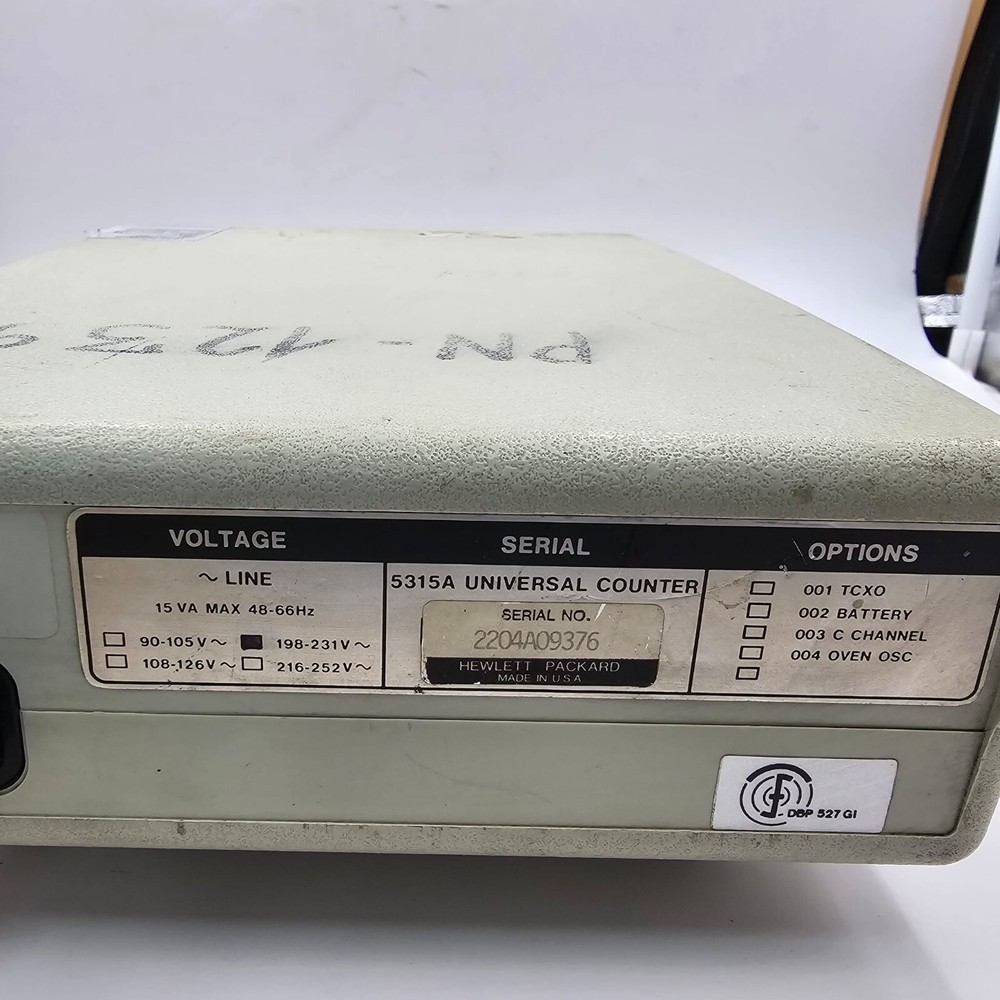 PN-123
VOLTAGE
~ LINE
15 VA MAX 48-66Hz
90-105V~ 198-231V~
108-126V~ 216-252V~
SERIAL
5315A UNIVERSAL COUNTER
SERIAL NO.
2204A09376
HEWLETT PACKARD
MADE IN U S A
OPTIONS
001 TCXO
002 BATTERY
003 C CHANNEL
004 OVEN OSC
DBP 527 GI